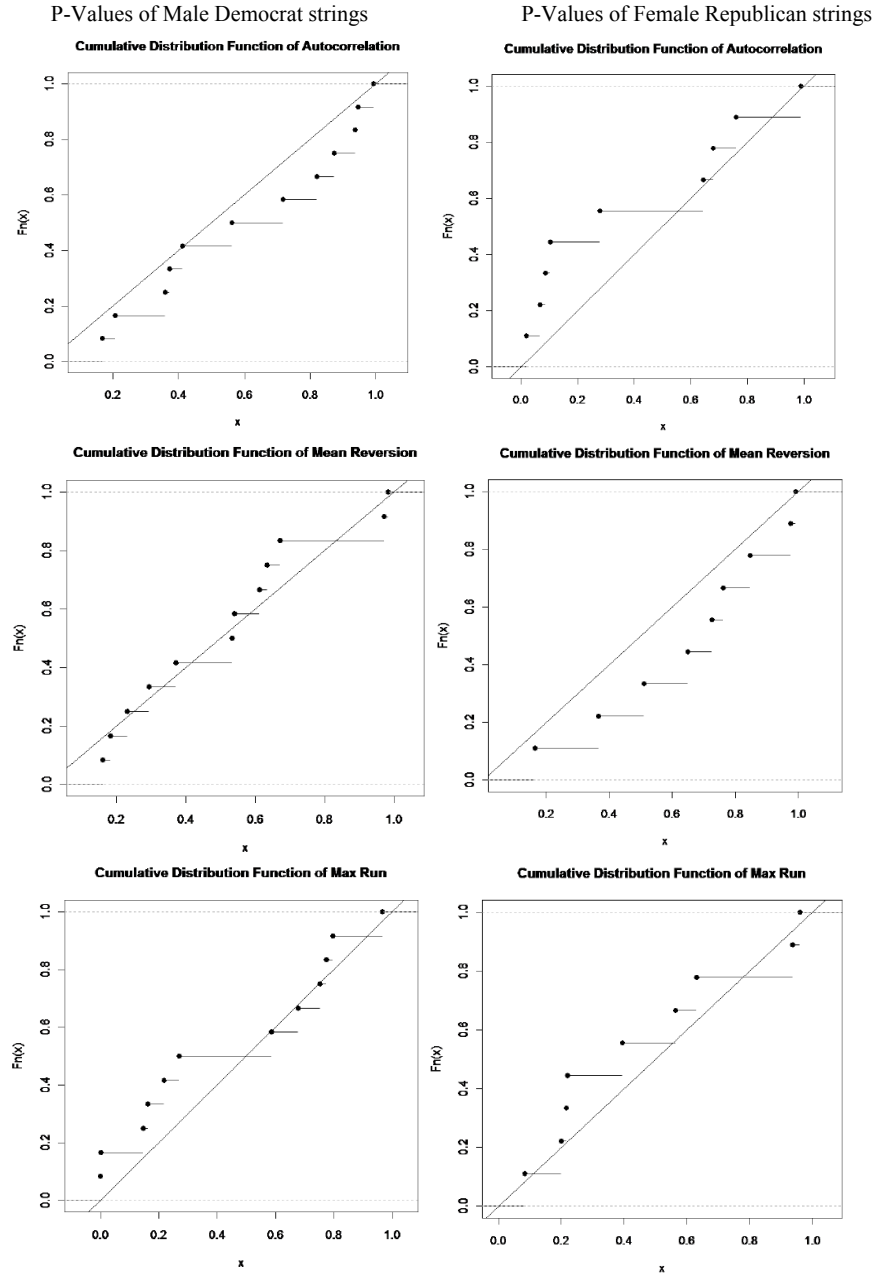 P-Values of Male Democrat strings
P-Values of Female Republican strings
Cumulative Distribution Function of Autocorrelation
Fn(x)
0.0 0.2 0.4 0.6 0.8 1.0
0.2 0.4 0.6 0.8 1.0
x
Cumulative Distribution Function of Autocorrelation
Fn(x)
0.0 0.2 0.4 0.6 0.8 1.0
0.0 0.2 0.4 0.6 0.8 1.0
x
Cumulative Distribution Function of Mean Reversion
Fn(x)
0.0 0.2 0.4 0.6 0.8 1.0
0.2 0.4 0.6 0.8 1.0
x
Cumulative Distribution Function of Mean Reversion
Fn(x)
0.0 0.2 0.4 0.6 0.8 1.0
0.2 0.4 0.6 0.8 1.0
x
Cumulative Distribution Function of Max Run
Fn(x)
0.0 0.2 0.4 0.6 0.8 1.0
0.0 0.2 0.4 0.6 0.8 1.0
x
Cumulative Distribution Function of Max Run
Fn(x)
0.0 0.2 0.4 0.6 0.8 1.0
0.0 0.2 0.4 0.6 0.8 1.0
x